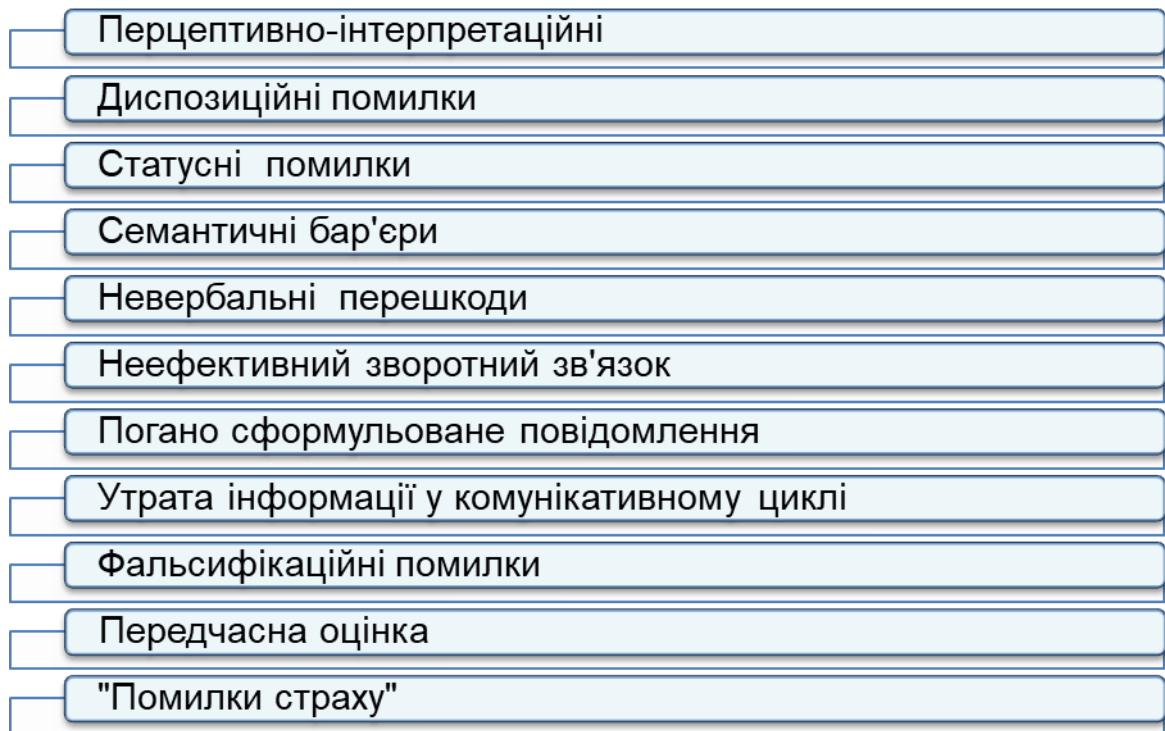 Перцептивно-інтерпретаційні
Диспозиційні помилки
Статусні помилки
Семантичні бар'єри
Невербальні перешкоди
Неефективний зворотний зв'язок
Погано сформульоване повідомлення
Утрата інформації у комунікативному циклі
Фальсифікаційні помилки
Передчасна оцінка
"Помилки страху"